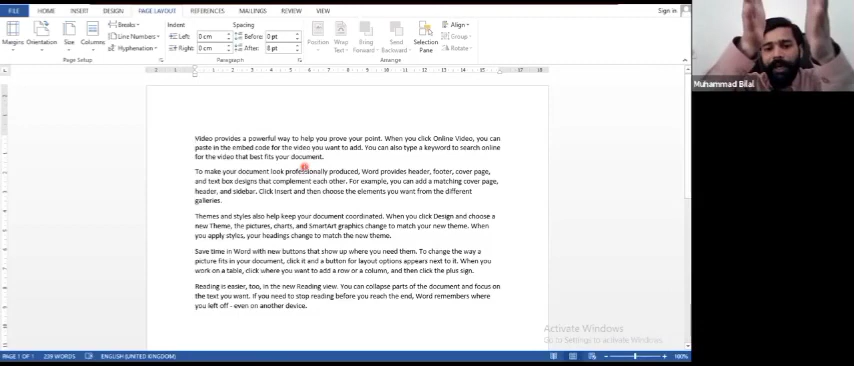 FILE HOME INSERT DESIGN PAGE LAYOUT REFERENCES MAILINGS REVIEW VIEW Sign in
Indent Spacing
Margins Orientation Size Columns
Breaks
Line Numbers
Hyphenation
Left: 0 cm Before: 0 pt
Right: 0 cm After: 8 pt
Position Wrap Text Bring Forward Send Backward Selection Pane
Align
Group
Rotate
Page Setup Paragraph Arrange
Muhammad Bilal
Video provides a powerful way to help you prove your point. When you click Online Video, you can
paste in the embed code for the video you want to add. You can also type a keyword to search online
for the video that best fits your document.
To make your document look professionally produced, Word provides header, footer, cover page,
and text box designs that complement each other. For example, you can add a matching cover page,
header, and sidebar. Click Insert and then choose the elements you want from the different
galleries.
Themes and styles also help keep your document coordinated. When you click Design and choose a
new Theme, the pictures, charts, and SmartArt graphics change to match your new theme. When
you apply styles, your headings change to match the new theme.
Save time in Word with new buttons that show up where you need them. To change the way a
picture fits in your document, click it and a button for layout options appears next to it. When you
work on a table, click where you want to add a row or a column, and then click the plus sign.
Reading is easier, too, in the new Reading view. You can collapse parts of the document and focus on
the text you want. If you need to stop reading before you reach the end, Word remembers where
you left off - even on another device.
Activate Windows
Go to Settings to activate Windows.
PAGE 1 OF 1 239 WORDS ENGLISH (UNITED KINGDOM) 100%